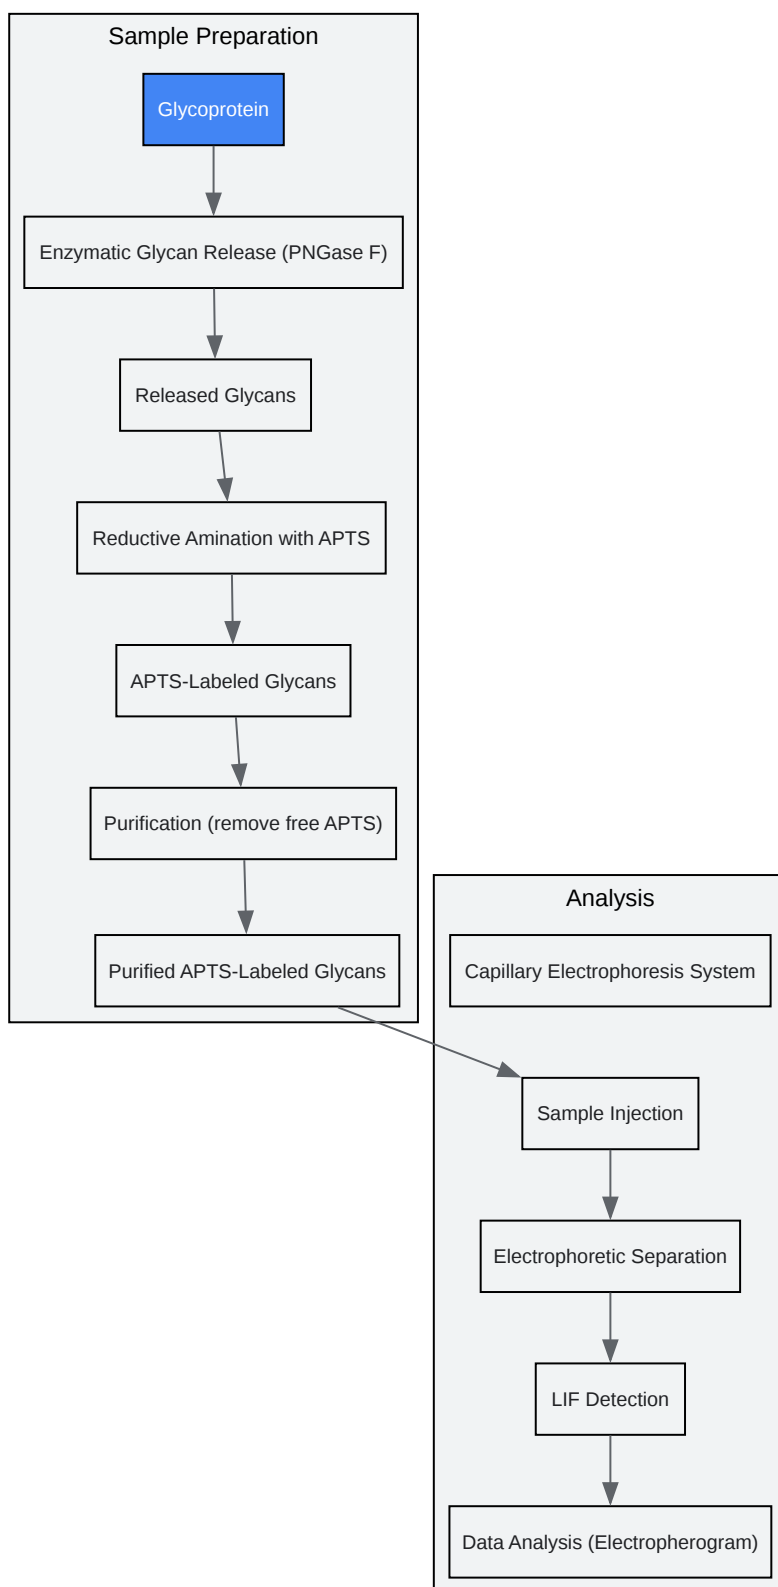 Sample Preparation
Glycoprotein
Enzymatic Glycan Release (PNGase F)
Released Glycans
Reductive Amination with APTS
APTS-Labeled Glycans
Purification (remove free APTS)
Purified APTS-Labeled Glycans
Analysis
Capillary Electrophoresis System
Sample Injection
Electrophoretic Separation
LIF Detection
Data Analysis (Electropherogram)